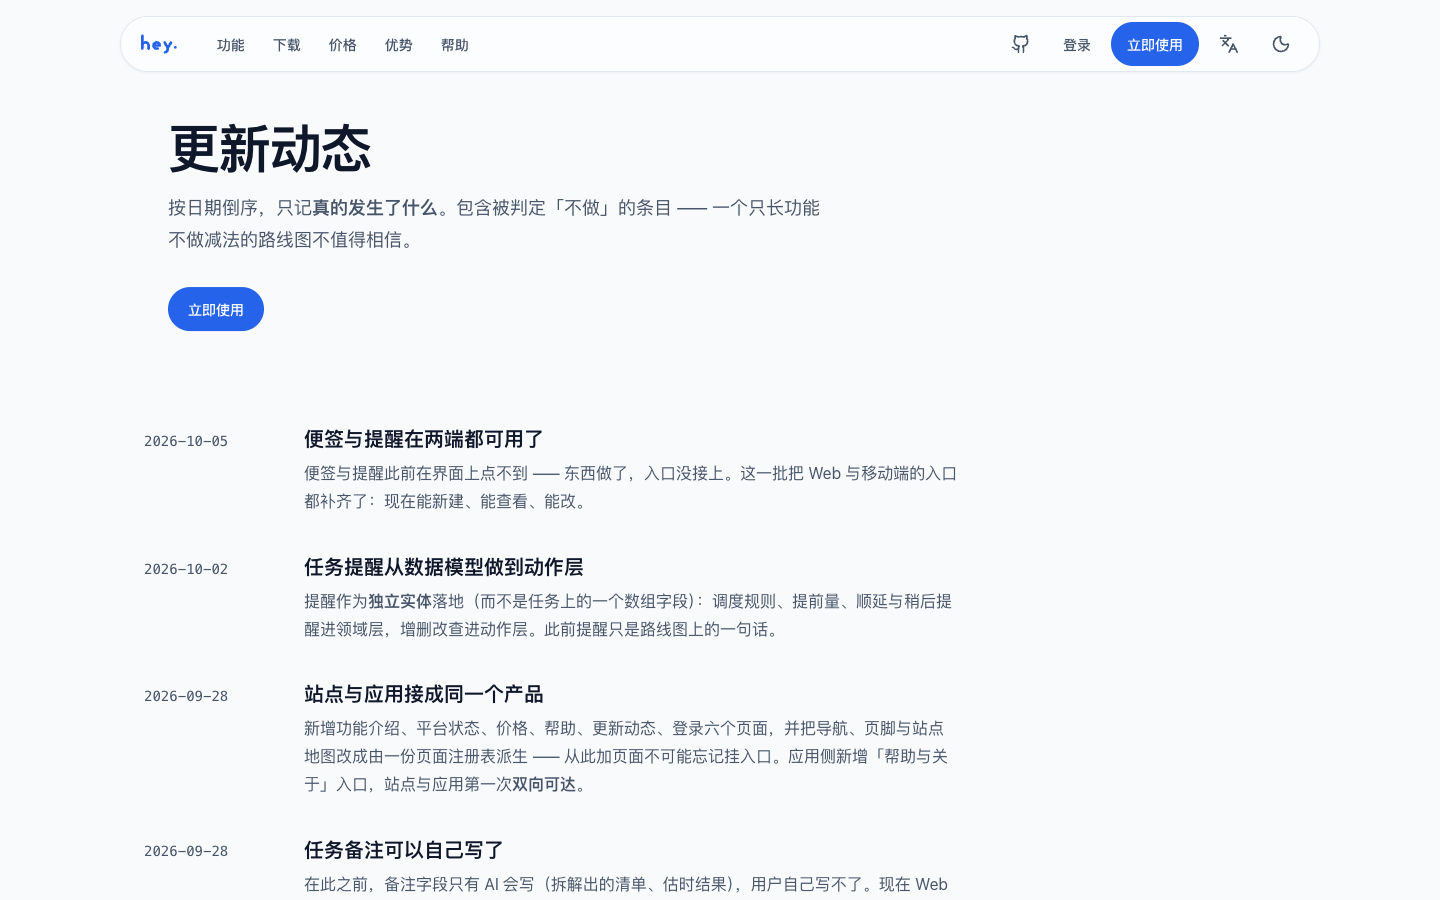 hey.
功能
下载
价格
优势
帮助
登录
立即使用
更新动态
按日期倒序，只记真的发生了什么。包含被判定「不做」的条目 —— 一个只长功能
不做减法的路线图不值得相信。
立即使用
2026-10-05
便签与提醒在两端都可用了
便签与提醒此前在界面上点不到 —— 东西做了，入口没接上。这一批把 Web 与移动端的入口
都补齐了：现在能新建、能查看、能改。
2026-10-02
任务提醒从数据模型做到动作层
提醒作为独立实体落地（而不是任务上的一个数组字段）：调度规则、提前量、顺延与稍后提
醒进领域层，增删改查进动作层。此前提醒只是路线图上的一句话。
2026-09-28
站点与应用接成同一个产品
新增功能介绍、平台状态、价格、帮助、更新动态、登录六个页面，并把导航、页脚与站点
地图改成由一份页面注册表派生 —— 从此加页面不可能忘记挂入口。应用侧新增「帮助与关
于」入口，站点与应用第一次双向可达。
2026-09-28
任务备注可以自己写了
在此之前，备注字段只有 AI 会写（拆解出的清单、估时结果），用户自己写不了。现在 Web